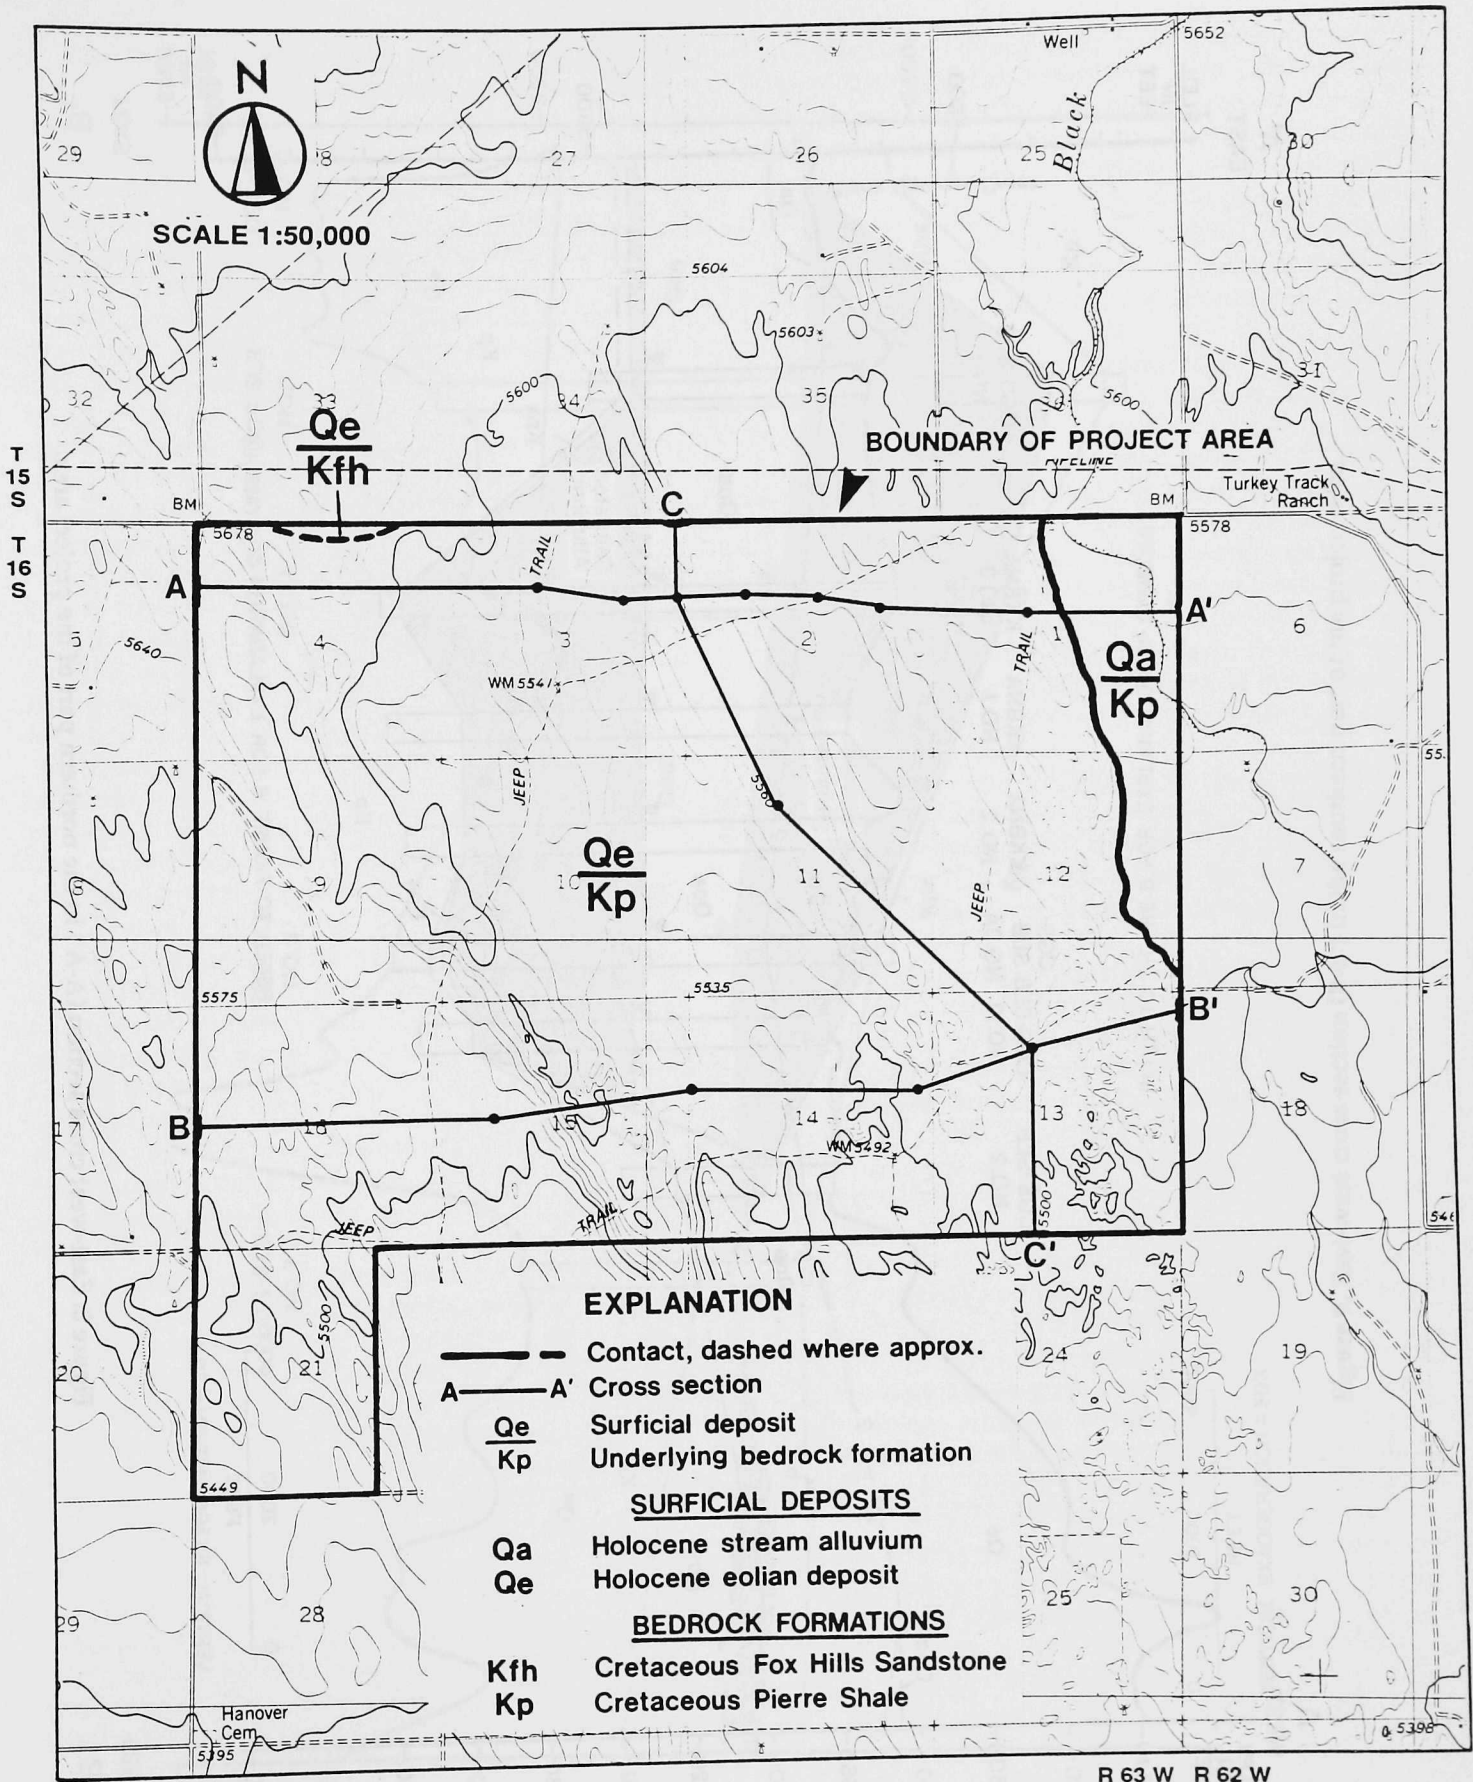 5652
Well
N
Black
29
28
27
26
25
30
SCALE 1:50,000
5604
5603
32
33
34
35
31
5600
5600
Qe
Kfh
BOUNDARY OF PROJECT AREA
PIPELINE
T
15
S
T
16
S
BM
C
BM
Turkey Track
Ranch
5678
5578
TRAIL
A
A'
5
4
3
2
1
6
5640
TRAIL
WM 5541
Qa
Kp
JEEP
5560
55
Qe
Kp
8
9
10
11
12
7
JEEP
5575
5535
B'
B
17
16
15
14
13
18
WM 5492
JEEP
TRAIL
5500
C'
546
EXPLANATION
Contact, dashed where approx.
A A' Cross section
Qe Surficial deposit
Kp Underlying bedrock formation
5500
20
21
24
19
5449
SURFICIAL DEPOSITS
Qa Holocene stream alluvium
Qe Holocene eolian deposit
29
28
25
30
BEDROCK FORMATIONS
Kfh Cretaceous Fox Hills Sandstone
Kp Cretaceous Pierre Shale
Hanover
Cem
5395
5398
R 63 W R 62 W